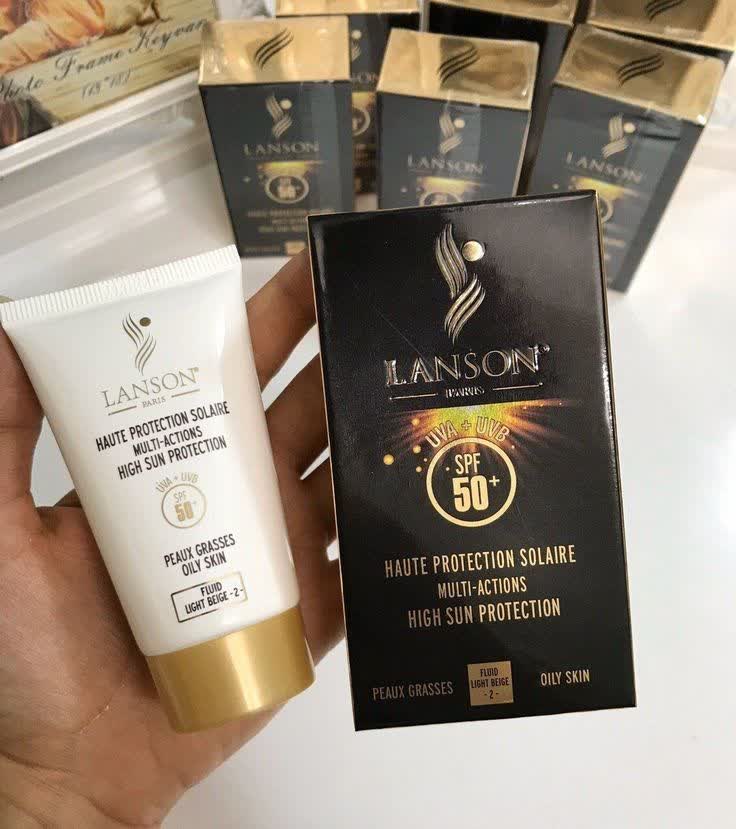 Photo Frame Keyvan
LANSON
LANSON
LANSON
LANSON
LANSON
PARIS
HAUTE PROTECTION SOLAIRE
MULTI-ACTIONS
HIGH SUN PROTECTION
UVA + UVB
SPF
50+
PEAUX GRASSES
OILY SKIN
FLUID
LIGHT BEIGE -2-
LANSON
PARIS
UVA + UVB
SPF
50+
HAUTE PROTECTION SOLAIRE
MULTI-ACTIONS
HIGH SUN PROTECTION
PEAUX GRASSES
FLUID
LIGHT BEIGE
-2-
OILY SKIN